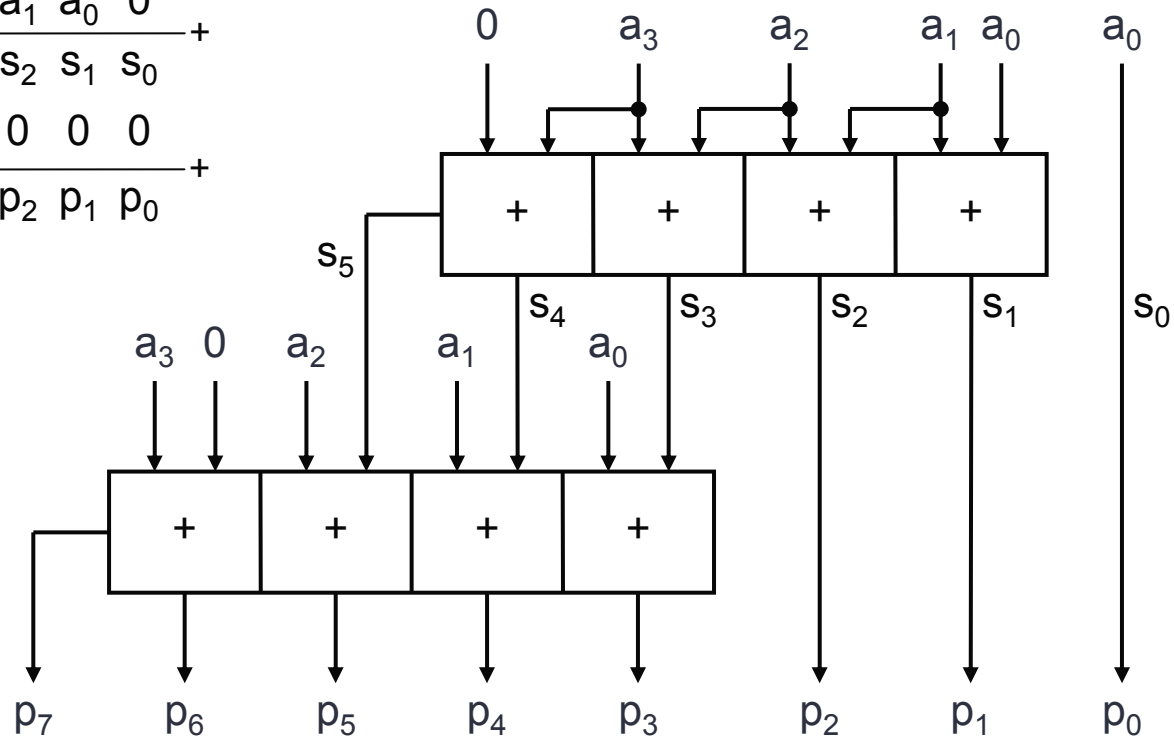 a₁ a₀ 0
+
s₂ s₁ s₀
0 0 0
+
p₂ p₁ p₀
0 a₃ a₂ a₁ a₀ a₀
+ + + +
s₅
s₄ s₃ s₂ s₁ s₀
a₃ 0 a₂ a₁ a₀
+ + + +
p₇ p₆ p₅ p₄ p₃ p₂ p₁ p₀